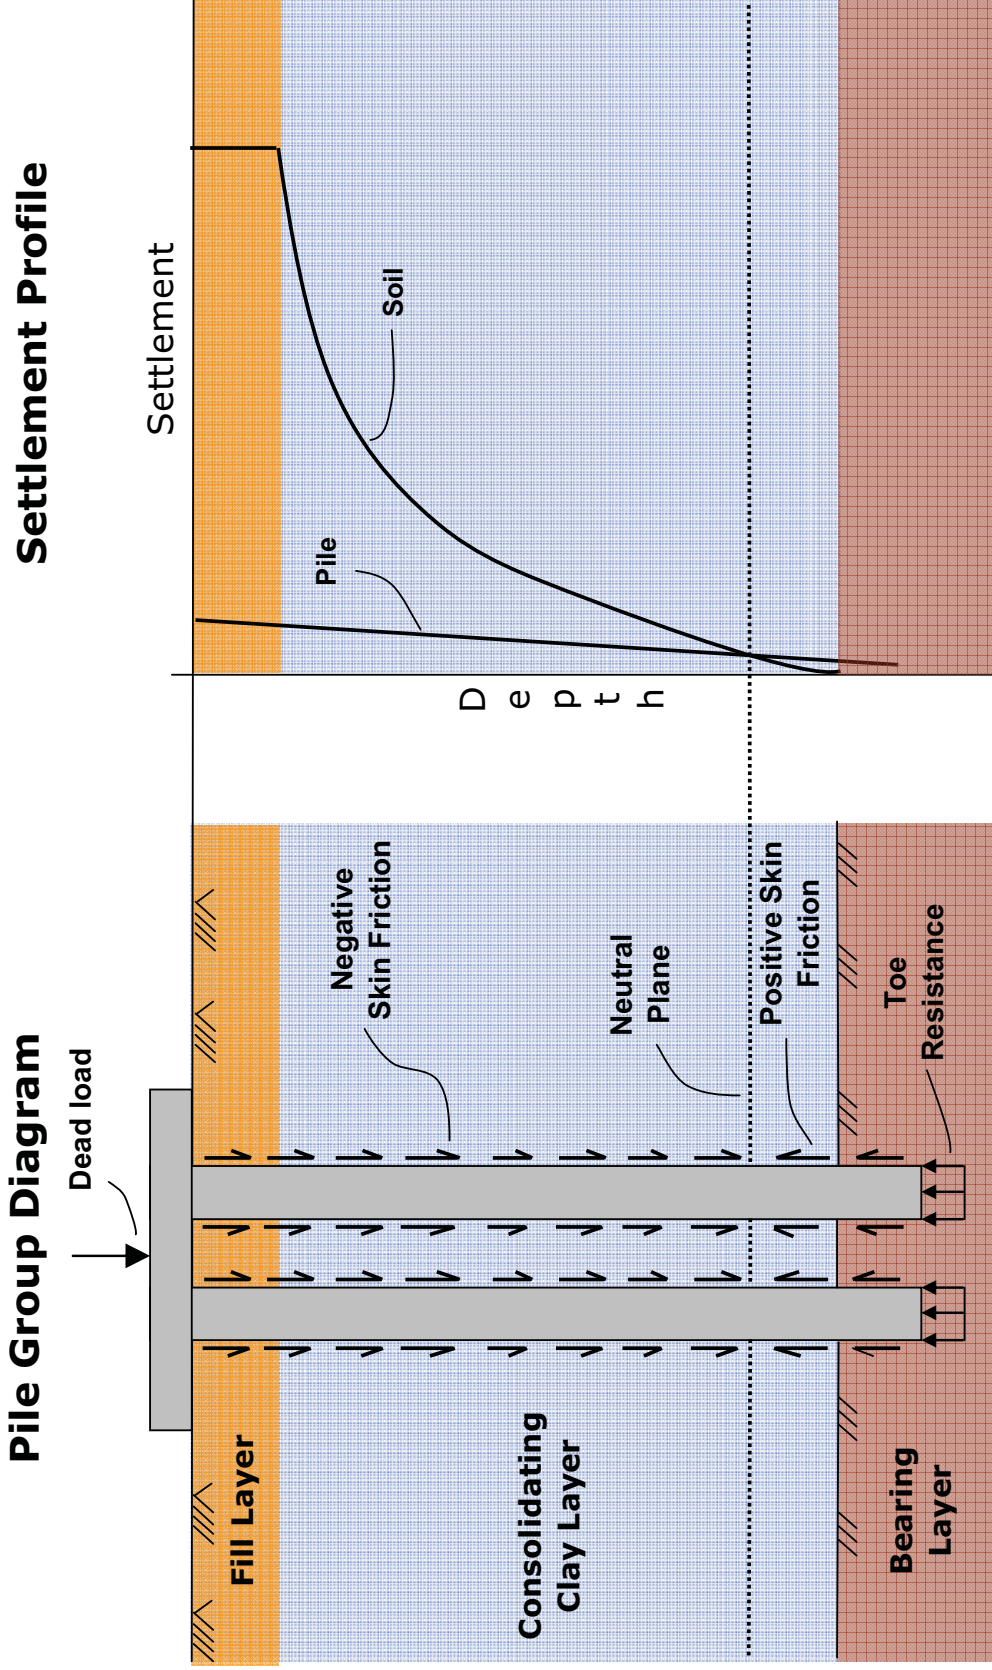 Pile Group Diagram
Settlement Profile
Dead load
Settlement
Fill Layer
Negative
Skin Friction
Pile
Soil
Depth
Consolidating
Clay Layer
Neutral
Plane
Positive Skin
Friction
Bearing
Layer
Toe
Resistance